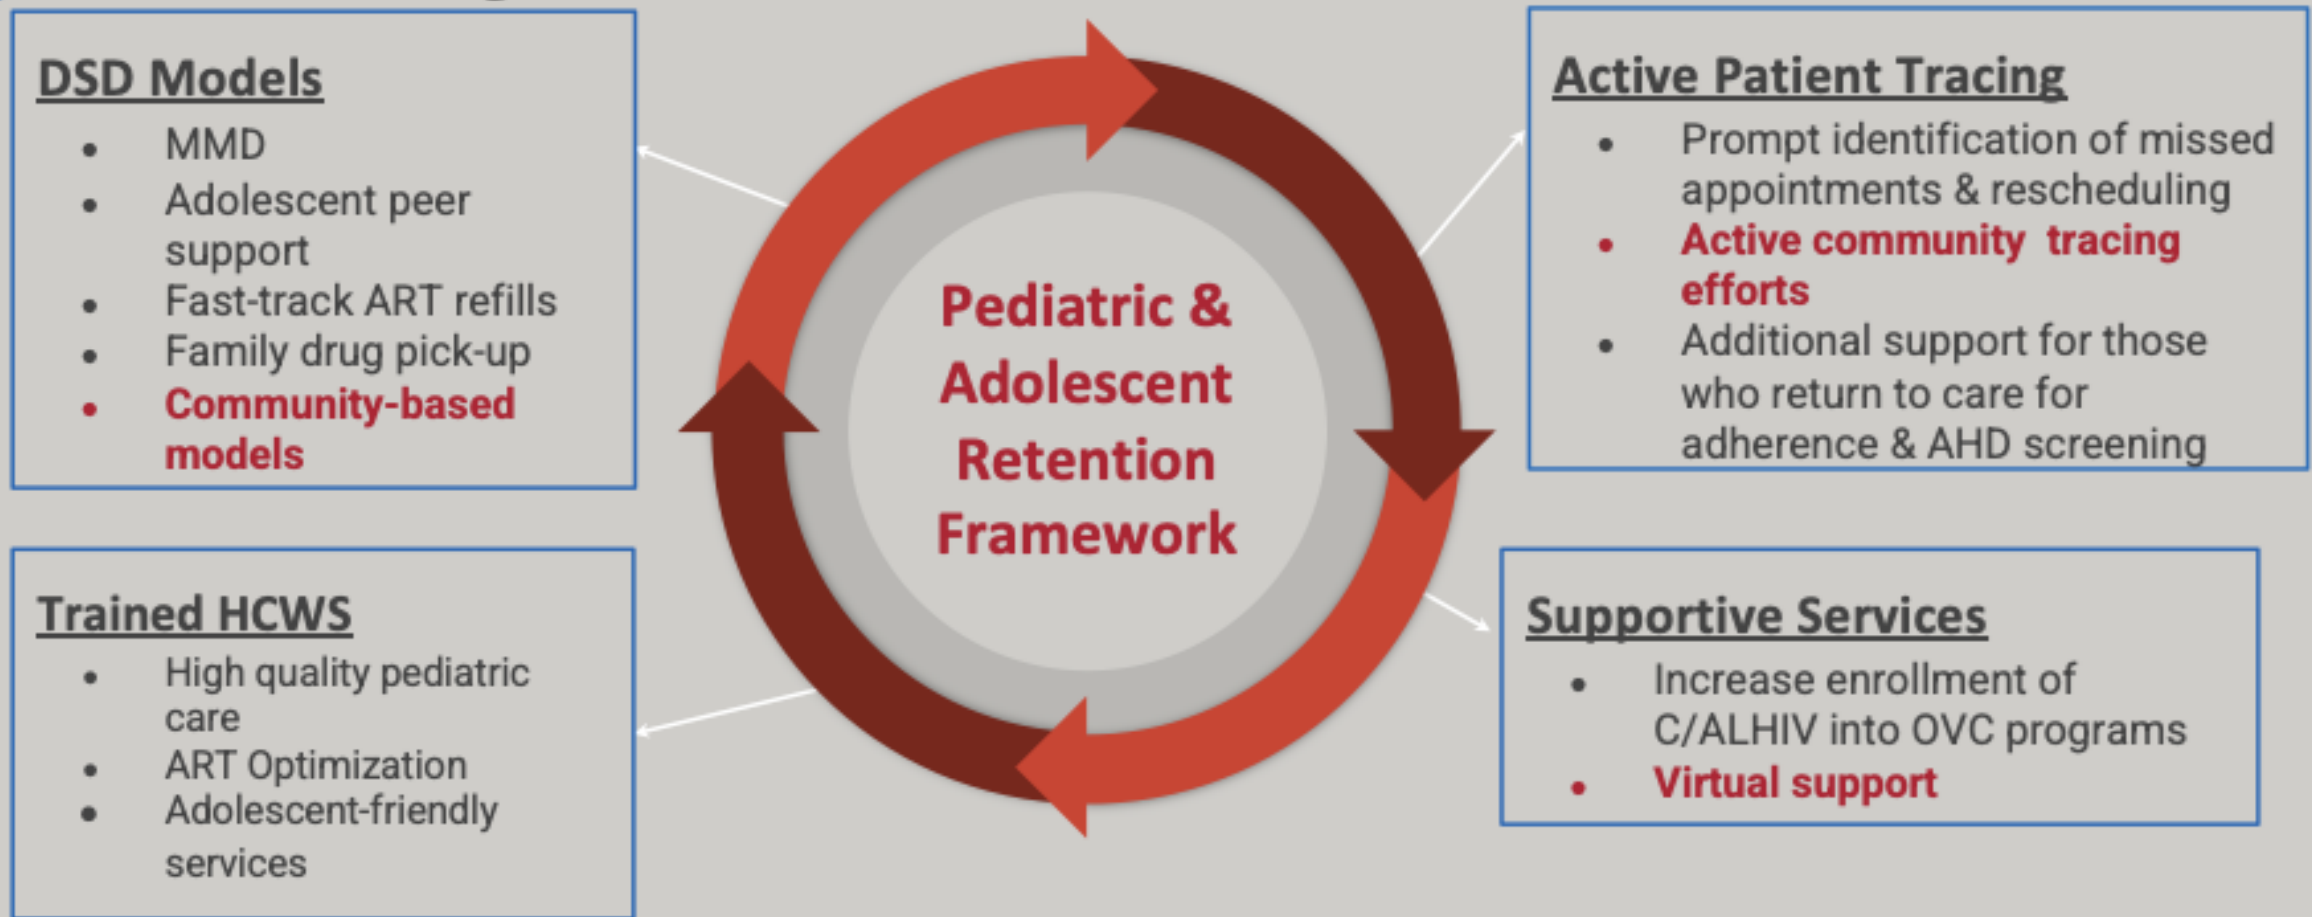 DSD Models
• MMD
• Adolescent peer
support
• Fast-track ART refills
• Family drug pick-up
• Community-based
models
Active Patient Tracing
• Prompt identification of missed
appointments & rescheduling
• Active community  tracing
efforts
• Additional support for those
who return to care for
adherence & AHD screening
Pediatric &
Adolescent
Retention
Framework
Trained HCWS
• High quality pediatric
care
• ART Optimization
• Adolescent-friendly
services
Supportive Services
• Increase enrollment of
C/ALHIV into OVC programs
• Virtual support